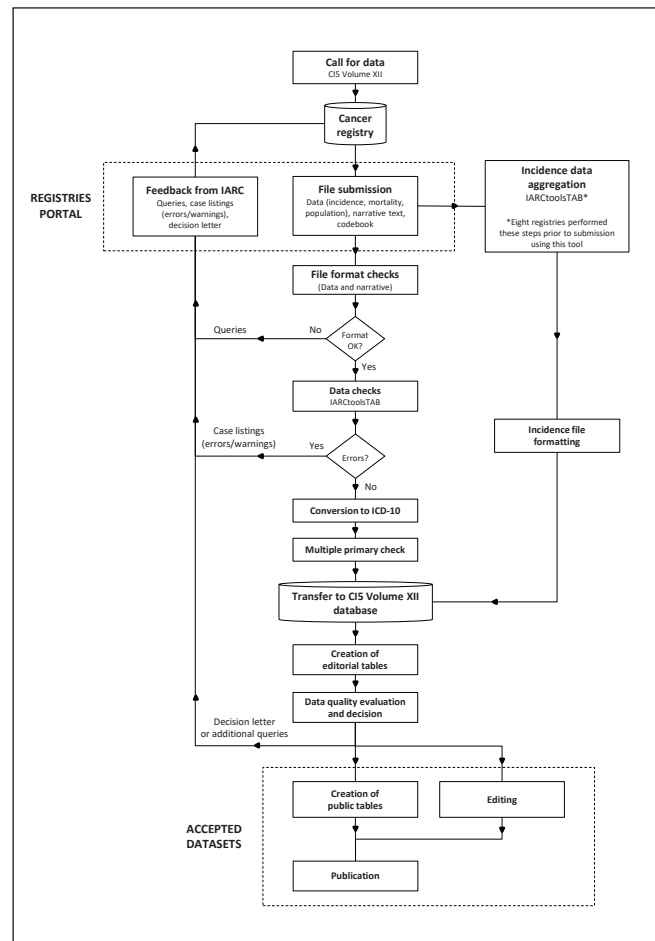 Call for data
CI5 Volume XII
Cancer
registry
REGISTRIES
PORTAL
Feedback from IARC
Queries, case listings
(errors/warnings),
decision letter
File submission
Data (incidence, mortality,
population), narrative text,
codebook
Incidence data
aggregation
IARCtoolsTAB*
*Eight registries performed
these steps prior to submission
using this tool
File format checks
(Data and narrative)
Queries
No
Format
OK?
Yes
Data checks
IARCtoolsTAB
Case listings
(errors/warnings)
Yes
Errors?
No
Incidence file
formatting
Conversion to ICD-10
Multiple primary check
Transfer to CI5 Volume XII
database
Creation of
editorial tables
Data quality evaluation
and decision
Decision letter
or additional queries
ACCEPTED
DATASETS
Creation of
public tables
Editing
Publication